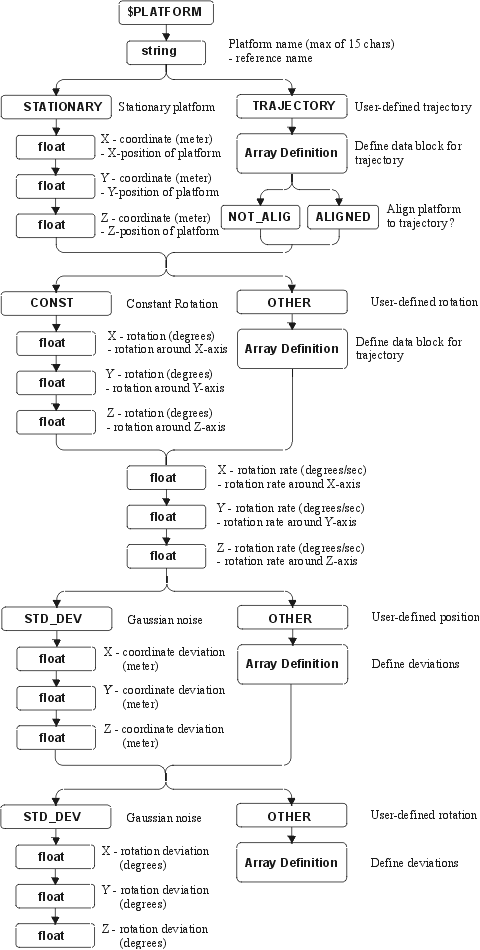 $PLATFORM
string
Platform name (max of 15 chars)
- reference name
STATIONARY
Stationary platform
TRAJECTORY
User-defined trajectory
float
X - coordinate (meter)
- X-position of platform
Array Definition
Define data block for
trajectory
float
Y - coordinate (meter)
- Y-position of platform
float
Z - coordinate (meter)
- Z-position of platform
NOT_ALIG
ALIGNED
Align platform
to trajectory?
CONST
Constant Rotation
OTHER
User-defined rotation
float
X - rotation (degrees)
- rotation around X-axis
Array Definition
Define data block for
trajectory
float
Y - rotation (degrees)
- rotation around Y-axis
float
Z - rotation (degrees)
- rotation around Z-axis
float
X - rotation rate (degrees/sec)
- rotation rate around X-axis
float
Y - rotation rate (degrees/sec)
- rotation rate around Y-axis
float
Z - rotation rate (degrees/sec)
- rotation rate around Z-axis
STD_DEV
Gaussian noise
OTHER
User-defined position
float
X - coordinate deviation
(meter)
Array Definition
Define deviations
float
Y - coordinate deviation
(meter)
float
Z - coordinate deviation
(meter)
STD_DEV
Gaussian noise
OTHER
User-defined rotation
float
X - rotation deviation
(degrees)
Array Definition
Define deviations
float
Y - rotation deviation
(degrees)
float
Z - rotation deviation
(degrees)